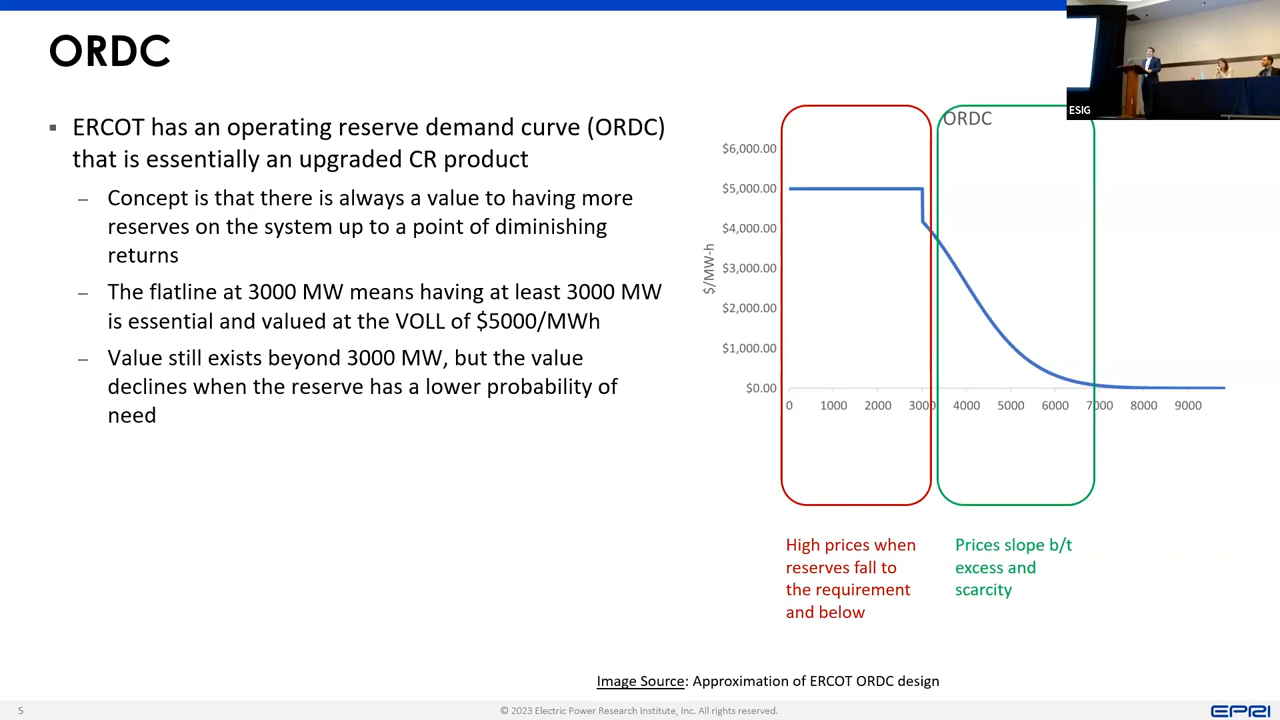 ORDC
▪ ERCOT has an operating reserve demand curve (ORDC)
that is essentially an upgraded CR product
– Concept is that there is always a value to having more
reserves on the system up to a point of diminishing
returns
– The flatline at 3000 MW means having at least 3000 MW
is essential and valued at the VOLL of $5000/MWh
– Value still exists beyond 3000 MW, but the value
declines when the reserve has a lower probability of
need
ESIG
ORDC
$/MW-h
$6,000.00
$5,000.00
$4,000.00
$3,000.00
$2,000.00
$1,000.00
$0.00
0 1000 2000 3000 4000 5000 6000 7000 8000 9000
High prices when
reserves fall to
the requirement
and below
Prices slope b/t
excess and
scarcity
Image Source: Approximation of ERCOT ORDC design
5
© 2023 Electric Power Research Institute, Inc. All rights reserved.
EPRI